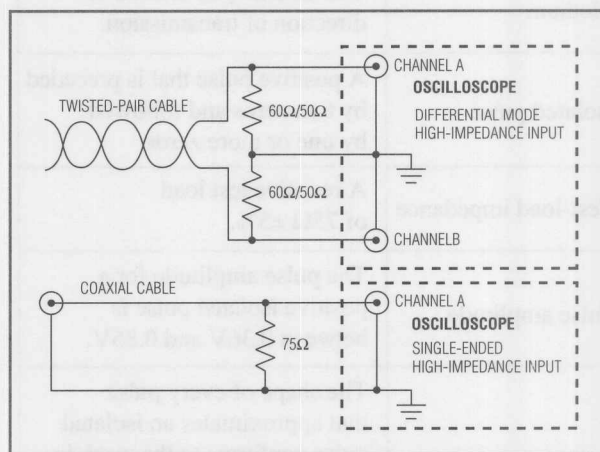 TWISTED-PAIR CABLE
60Ω/50Ω
60Ω/50Ω
CHANNEL A
OSCILLOSCOPE
DIFFERENTIAL MODE
HIGH-IMPEDANCE INPUT
CHANNELB
COAXIAL CABLE
75Ω
CHANNEL A
OSCILLOSCOPE
SINGLE-ENDED
HIGH-IMPEDANCE INPUT